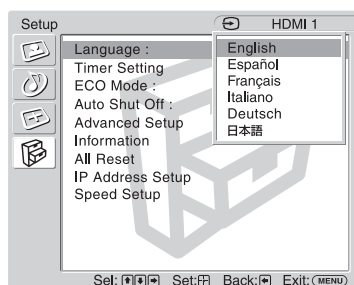 Setup
HDMI 1
Language :
Timer Setting
ECO Mode :
Auto Shut Off :
Advanced Setup
Information
All Reset
IP Address Setup
Speed Setup
English
Español
Français
Italiano
Deutsch
日本語
Sel: Set: Back: Exit: MENU